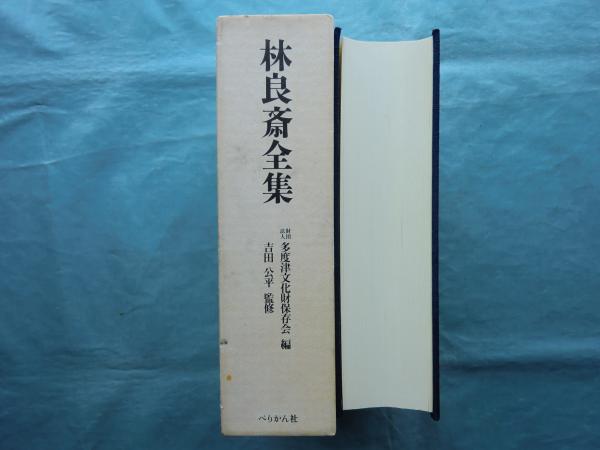 林良斎全集
財団法人 多度津文化財保存会 編
吉田 公平 監修
ぺりかん社